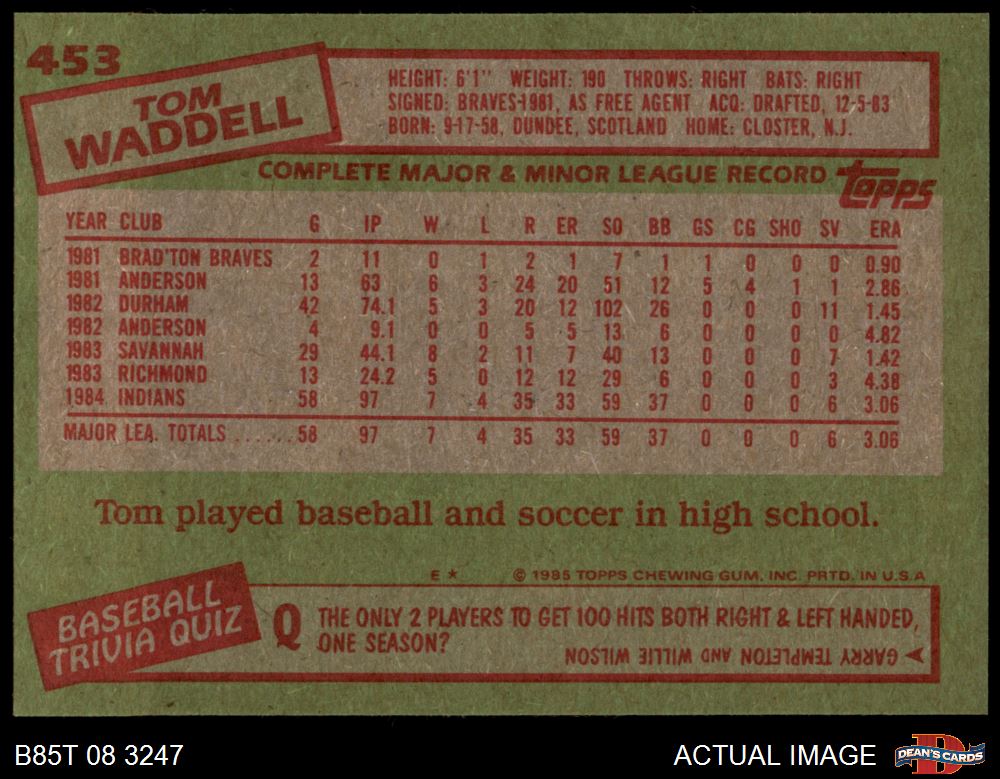 453
TOM
WADDELL
HEIGHT: 6'1" WEIGHT: 190 THROWS: RIGHT BATS: RIGHT
SIGNED: BRAVES-1981, AS FREE AGENT ACQ: DRAFTED, 12-5-83
BORN: 9-17-58, DUNDEE, SCOTLAND HOME: CLOSTER, N.J.
COMPLETE MAJOR & MINOR LEAGUE RECORD topps
YEAR CLUB G IP W L R ER SO BB GS CG SHO SV ERA
1981 BRAD'TON BRAVES 2 11 0 1 2 1 7 1 1 0 0 0 0.90
1981 ANDERSON 13 63 6 3 24 20 51 12 5 4 1 1 2.86
1982 DURHAM 42 74.1 5 3 20 12 102 26 0 0 0 11 1.45
1982 ANDERSON 4 9.1 0 0 5 5 13 6 0 0 0 0 4.82
1983 SAVANNAH 29 44.1 8 2 11 7 40 13 0 0 0 7 1.42
1983 RICHMOND 13 24.2 5 0 12 12 29 6 0 0 0 3 4.38
1984 INDIANS 58 97 7 4 35 33 59 37 0 0 0 6 3.06
MAJOR LEA. TOTALS ...... 58 97 7 4 35 33 59 37 0 0 0 6 3.06
Tom played baseball and soccer in high school.
E * © 1985 TOPPS CHEWING GUM, INC. PRTD. IN U.S.A
BASEBALL
TRIVIA QUIZ
Q THE ONLY 2 PLAYERS TO GET 100 HITS BOTH RIGHT & LEFT HANDED,
ONE SEASON?
GARRY TEMPLETON AND WILLIE WILSON
B85T 08 3247 ACTUAL IMAGE DEAN'S CARDS